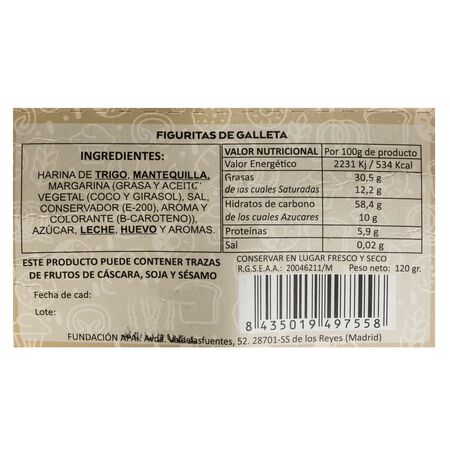 FIGURITAS DE GALLETA
INGREDIENTES:
HARINA DE TRIGO, MANTEQUILLA,
MARGARINA (GRASA Y ACEITE
VEGETAL (COCO Y GIRASOL), SAL,
CONSERVADOR (E-200), AROMA Y
COLORANTE (B-CAROTENO)),
AZÚCAR, LECHE, HUEVO Y AROMAS.
ESTE PRODUCTO PUEDE CONTENER TRAZAS
DE FRUTOS DE CÁSCARA, SOJA Y SÉSAMO
Fecha de cad:
Lote:
VALOR NUTRICIONAL Por 100g de producto
Valor Energético 2231 Kj / 534 Kcal
Grasas 30,5 g
de las cuales Saturadas 12,2 g
Hidratos de carbono 58,4 g
de los cuales Azucares 10 g
Proteínas 5,9 g
Sal 0,02 g
CONSERVAR EN LUGAR FRESCO Y SECO
R.G.S.E.A.A.: 20046211/M Peso neto: 120 gr.
8 435019 497558
FUNDACIÓN APAI. Avda. Valdelasfuentes, 52. 28701-SS de los Reyes (Madrid)